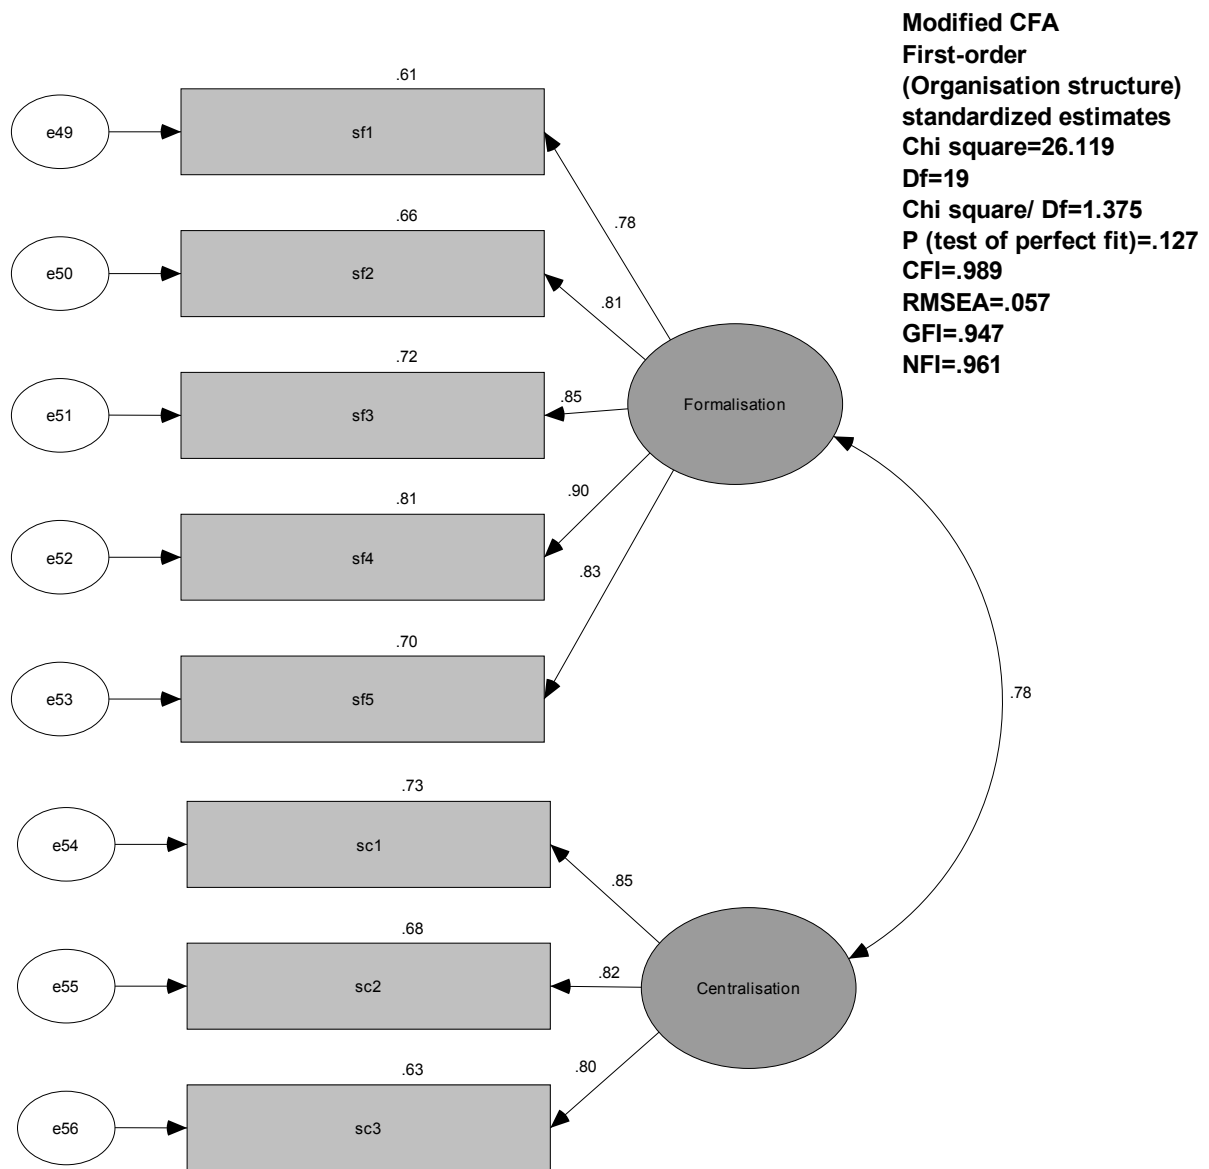 Modified CFA
First-order
(Organisation structure)
standardized estimates
Chi square=26.119
Df=19
Chi square/ Df=1.375
P (test of perfect fit)=.127
CFI=.989
RMSEA=.057
GFI=.947
NFI=.961
.61
e49
sf1
.78
.66
e50
sf2
.81
.72
e51
sf3
.85
Formalisation
.81
e52
sf4
.90
.70
e53
sf5
.83
.78
.73
e54
sc1
.85
.68
e55
sc2
.82
Centralisation
.63
e56
sc3
.80